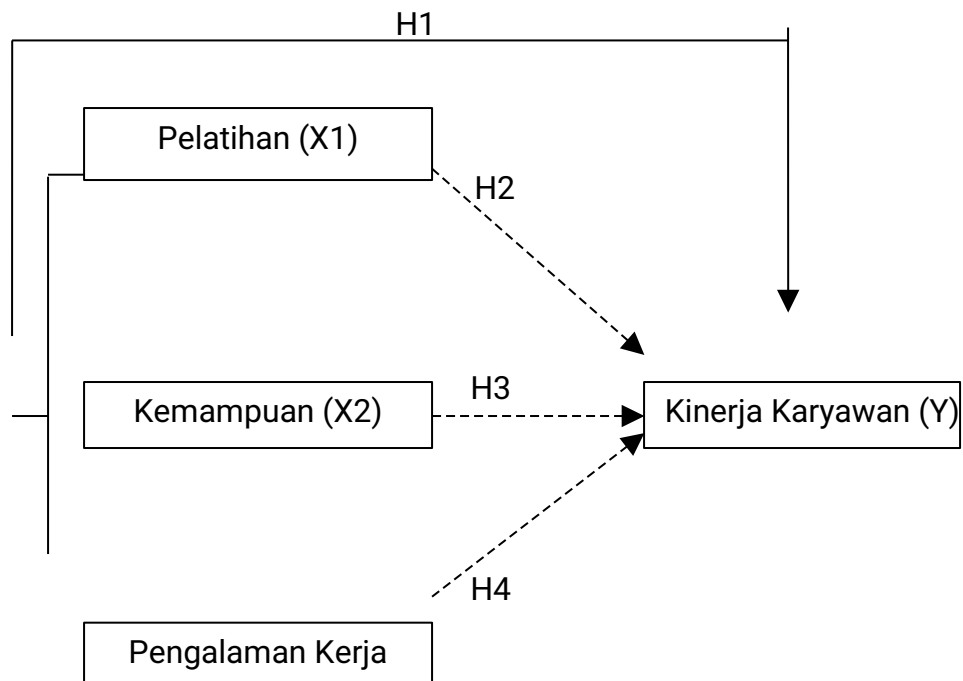 H1
Pelatihan (X1)
H2
Kemampuan (X2)
H3
Kinerja Karyawan (Y)
H4
Pengalaman Kerja